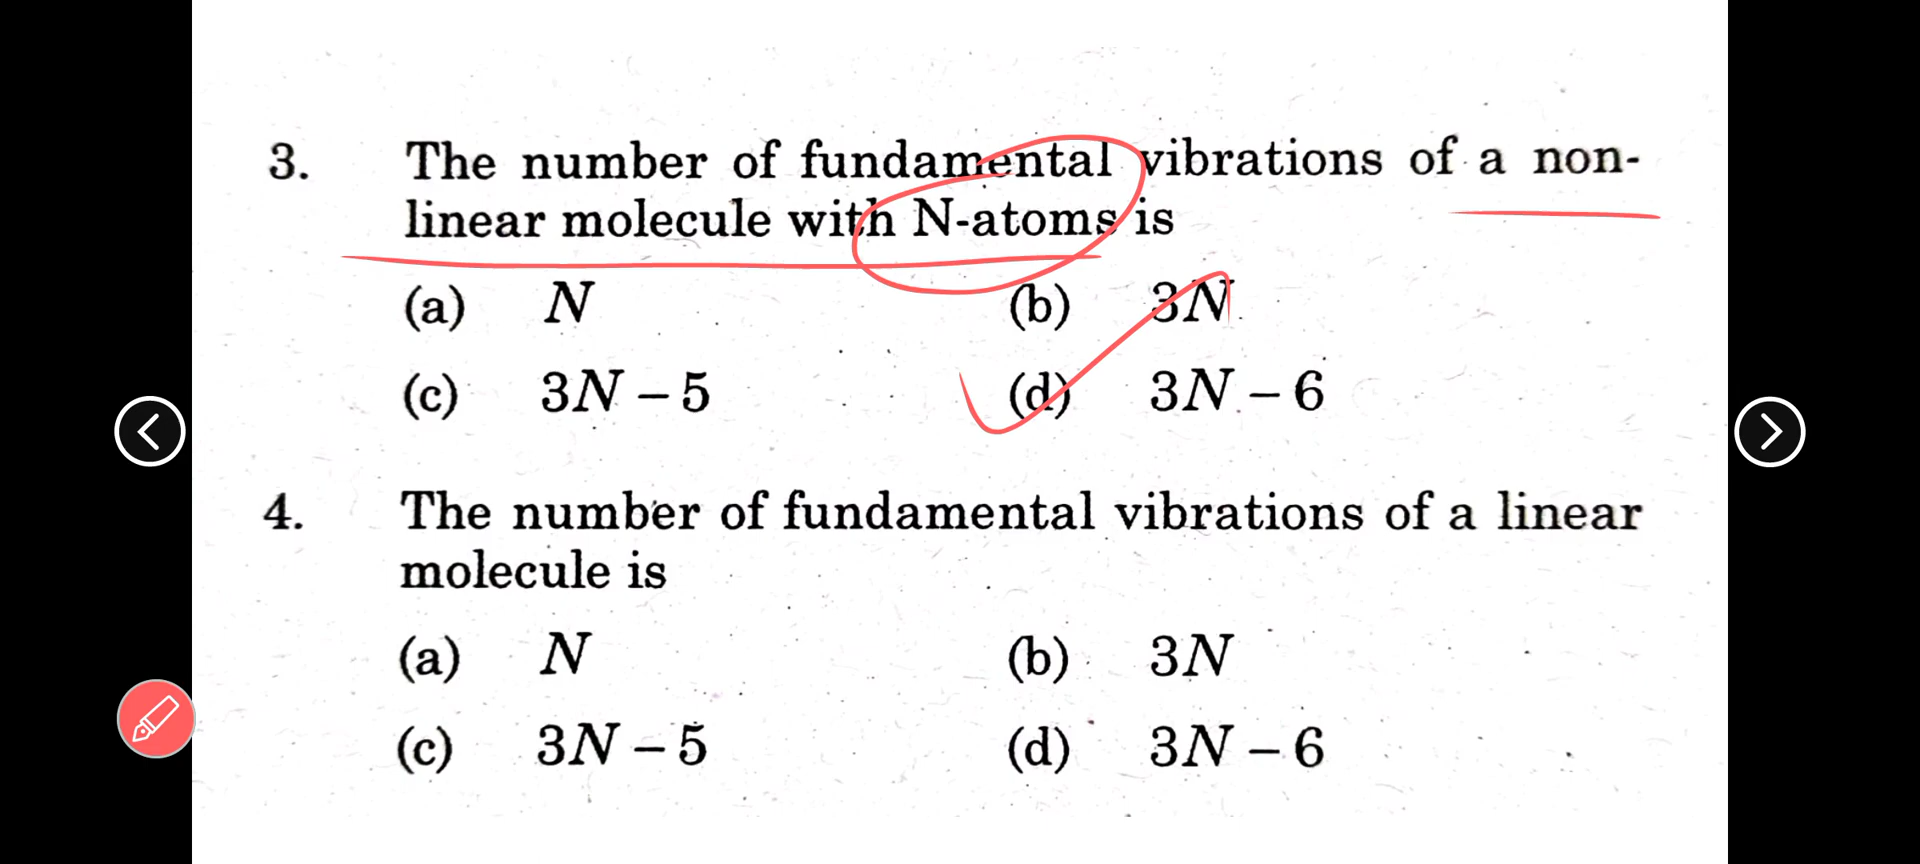 3. The number of fundamental vibrations of a non-
linear molecule with N-atoms is
(a) N (b) 3N
(c) 3N – 5 (d) 3N – 6
4. The number of fundamental vibrations of a linear
molecule is
(a) N (b) 3N
(c) 3N – 5 (d) 3N – 6